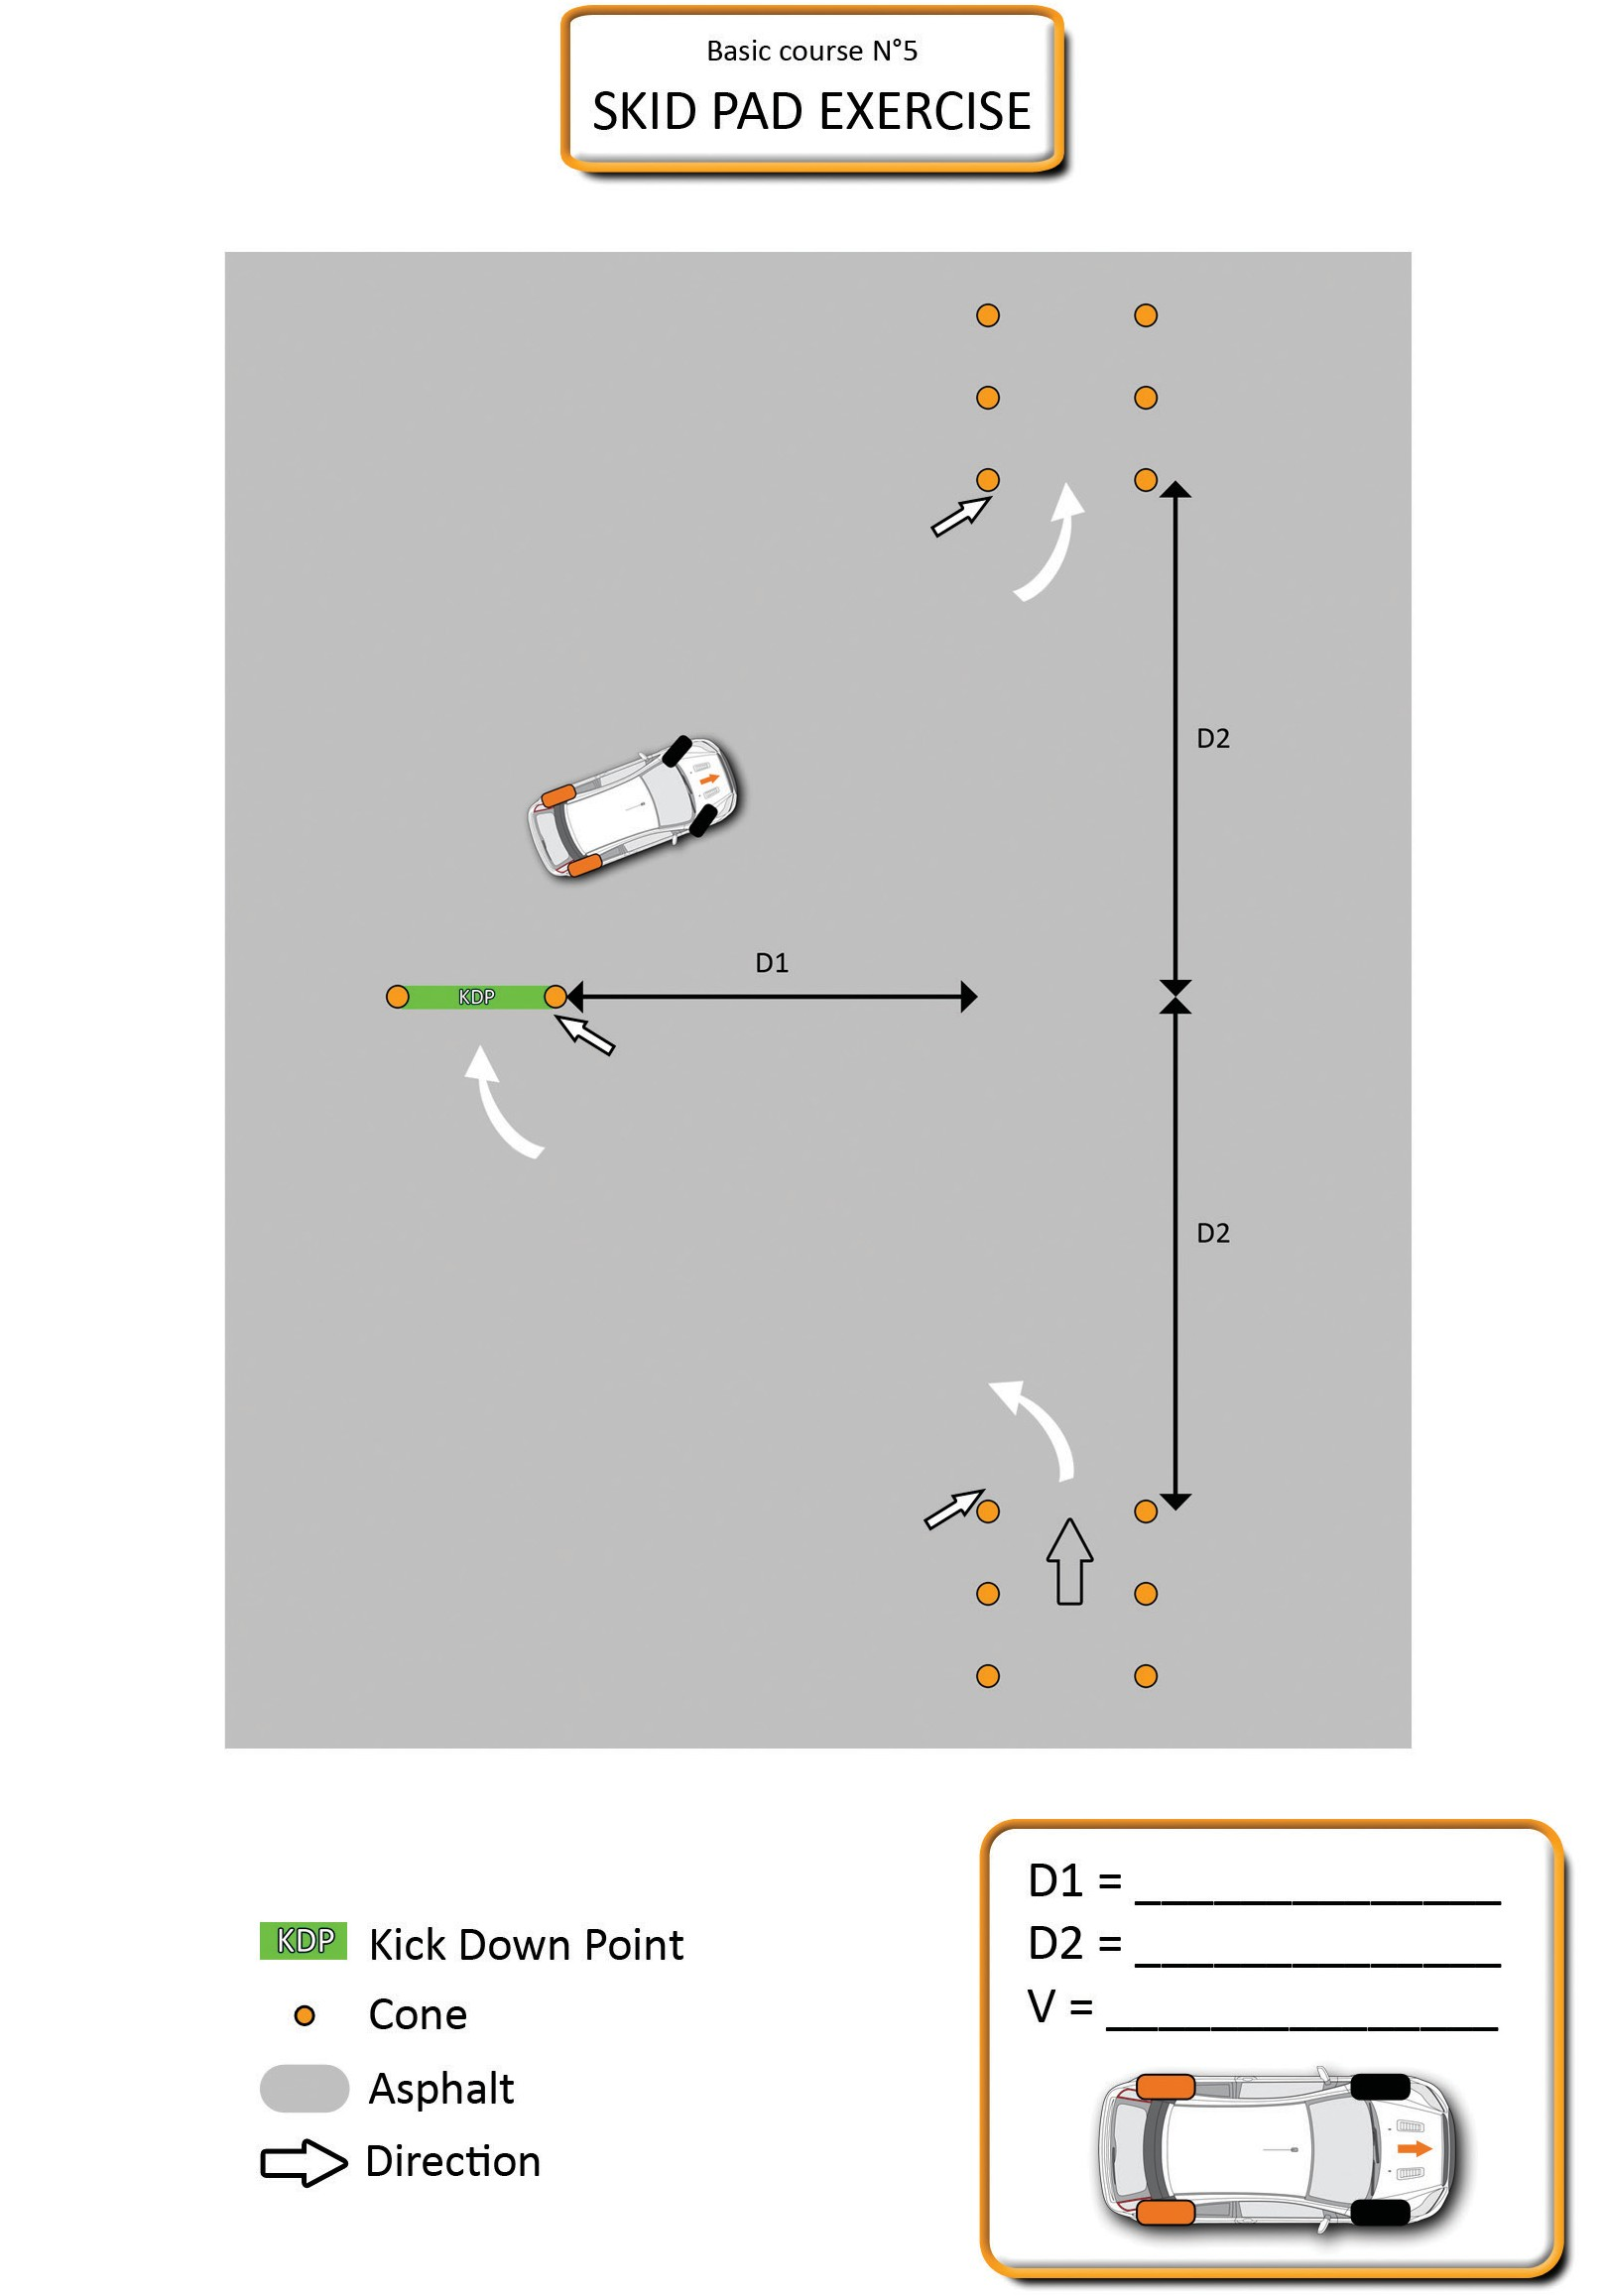 Basic course N°5
SKID PAD EXERCISE
D2
D1
KDP
D2
KDP Kick Down Point
Cone
Asphalt
Direction
D1 = ______________
D2 = ______________
V = _______________